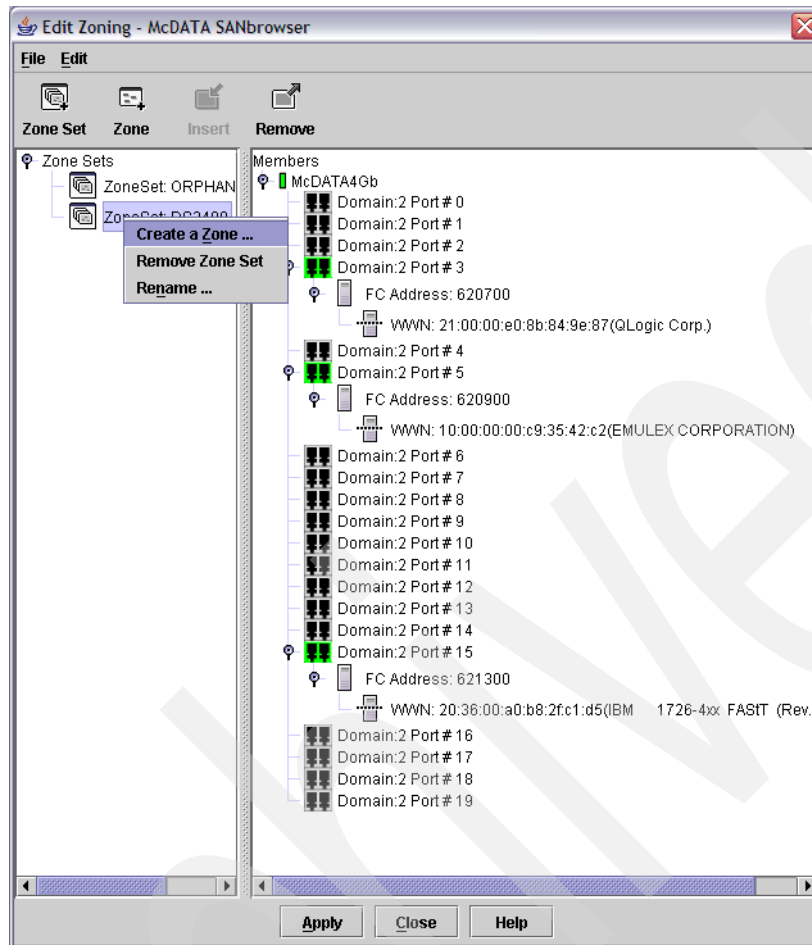 Edit Zoning - McDATA SANbrowser
File Edit
Zone Set Zone Insert Remove
Zone Sets
ZoneSet: ORPHAN
ZoneSet:
Create a Zone ...
Remove Zone Set
Rename ...
Members
McDATA4Gb
Domain:2 Port # 0
Domain:2 Port # 1
Domain:2 Port # 2
Domain:2 Port # 3
FC Address: 620700
WWN: 21:00:00:e0:8b:84:9e:87(QLogic Corp.)
Domain:2 Port # 4
Domain:2 Port # 5
FC Address: 620900
WWN: 10:00:00:00:c9:35:42:c2(EMULEX CORPORATION)
Domain:2 Port # 6
Domain:2 Port # 7
Domain:2 Port # 8
Domain:2 Port # 9
Domain:2 Port # 10
Domain:2 Port # 11
Domain:2 Port # 12
Domain:2 Port # 13
Domain:2 Port # 14
Domain:2 Port # 15
FC Address: 621300
WWN: 20:36:00:a0:b8:2f:c1:d5(IBM 1726-4xx FAStT (Rev.
Domain:2 Port # 16
Domain:2 Port # 17
Domain:2 Port # 18
Domain:2 Port # 19
Apply Close Help